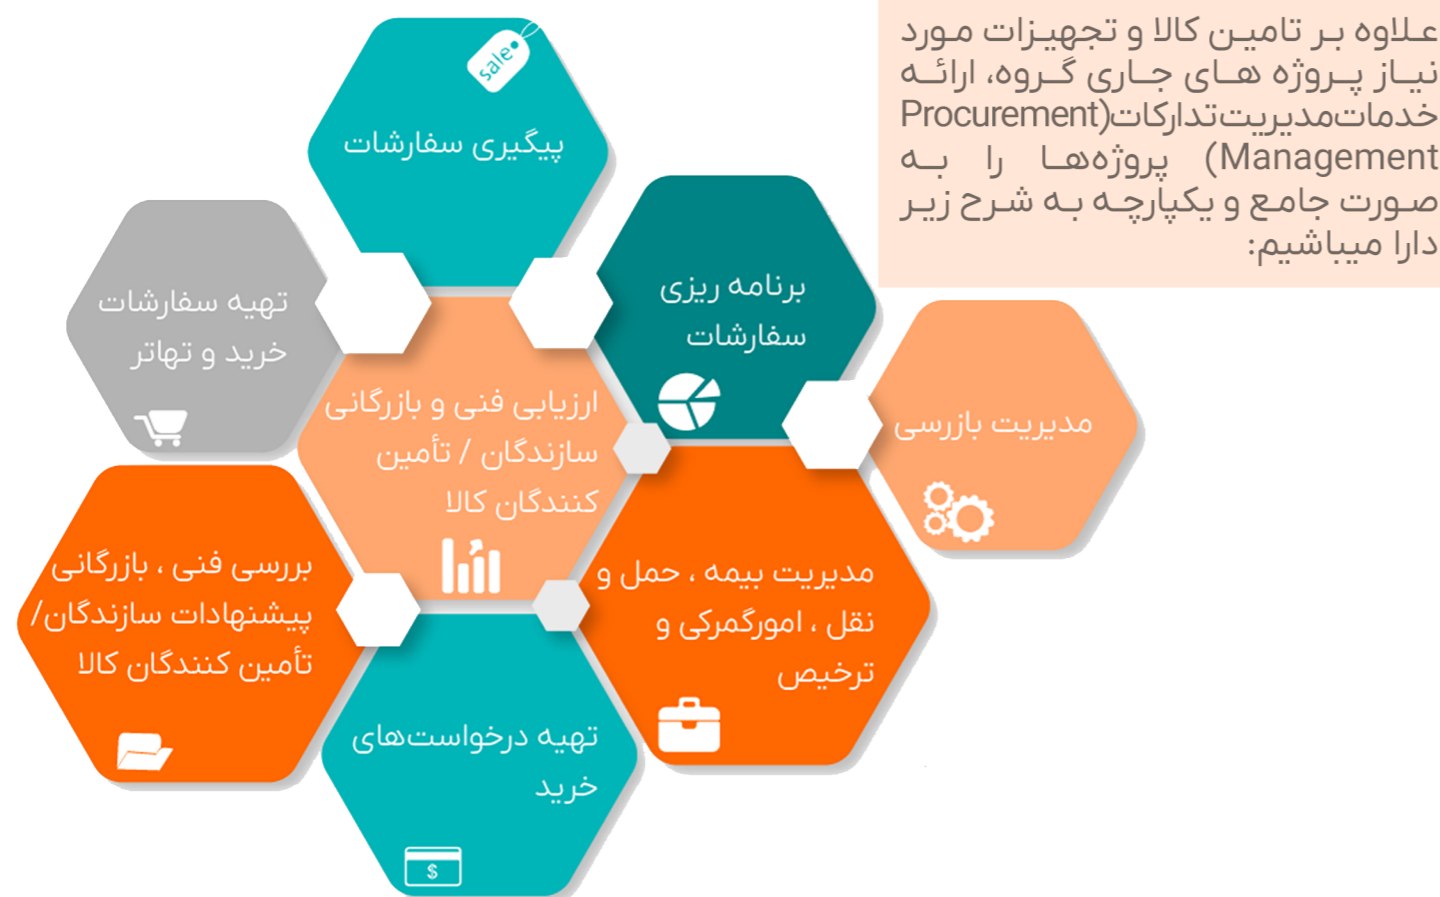 علاوه بر تامین کالا و تجهیزات مورد
نیاز پروژه های جاری گروه، ارائه
خدمات‌مدیریت‌تدارکات(Procurement
Management) پروژه‌ها را به
صورت جامع و یکپارچه به شرح زیر
دارا میباشیم:
sale
پیگیری سفارشات
برنامه ریزی
سفارشات
تهیه سفارشات
خرید و تهاتر
مدیریت بازرسی
ارزیابی فنی و بازرگانی
سازندگان / تأمین
کنندگان کالا
مدیریت بیمه ، حمل و
نقل ، امورگمرکی و
ترخیص
بررسی فنی ، بازرگانی
پیشنهادات سازندگان/
تأمین کنندگان کالا
تهیه درخواست‌های
خرید
$